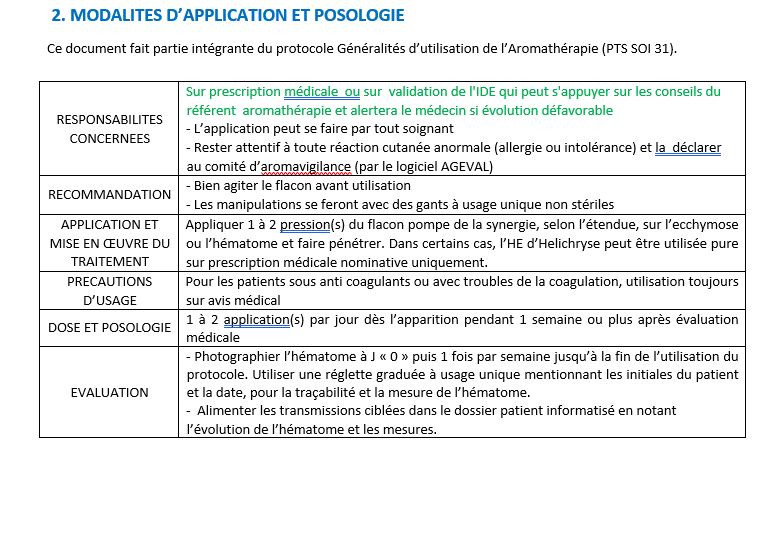 2. MODALITES D’APPLICATION ET POSOLOGIE
Ce document fait partie intégrante du protocole Généralités d’utilisation de l’Aromathérapie (PTS SOI 31).
RESPONSABILITES
CONCERNEES
Sur prescription médicale ou sur validation de l'IDE qui peut s'appuyer sur les conseils du
référent aromathérapie et alertera le médecin si évolution défavorable
- L’application peut se faire par tout soignant
- Rester attentif à toute réaction cutanée anormale (allergie ou intolérance) et la déclarer
au comité d’aromavigilance (par le logiciel AGEVAL)
RECOMMANDATION
- Bien agiter le flacon avant utilisation
- Les manipulations se feront avec des gants à usage unique non stériles
APPLICATION ET
MISE EN ŒUVRE DU
TRAITEMENT
Appliquer 1 à 2 pression(s) du flacon pompe de la synergie, selon l’étendue, sur l’ecchymose
ou l’hématome et faire pénétrer. Dans certains cas, l’HE d’Helichryse peut être utilisée pure
sur prescription médicale nominative uniquement.
PRECAUTIONS
D’USAGE
Pour les patients sous anti coagulants ou avec troubles de la coagulation, utilisation toujours
sur avis médical
DOSE ET POSOLOGIE
1 à 2 application(s) par jour dès l’apparition pendant 1 semaine ou plus après évaluation
médicale
EVALUATION
- Photographier l’hématome à J « 0 » puis 1 fois par semaine jusqu’à la fin de l’utilisation du
protocole. Utiliser une réglette graduée à usage unique mentionnant les initiales du patient
et la date, pour la traçabilité et la mesure de l’hématome.
- Alimenter les transmissions ciblées dans le dossier patient informatisé en notant
l’évolution de l’hématome et les mesures.